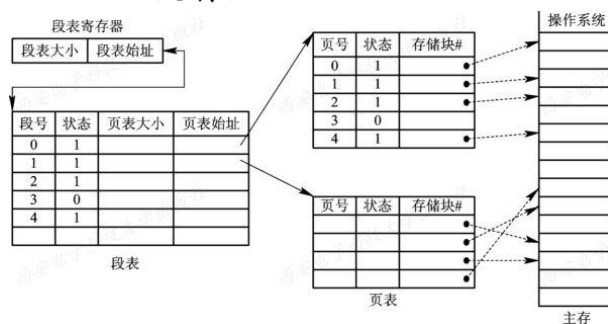 操作系统
段表寄存器
段表大小 段表始址
页号 状态 存储块#
0 1
1 1
2 1
3 0
4 1
段号 状态 页表大小 页表始址
0 1
1 1
2 1
3 0
4 1
段表
页号 状态 存储块#
页表
主存